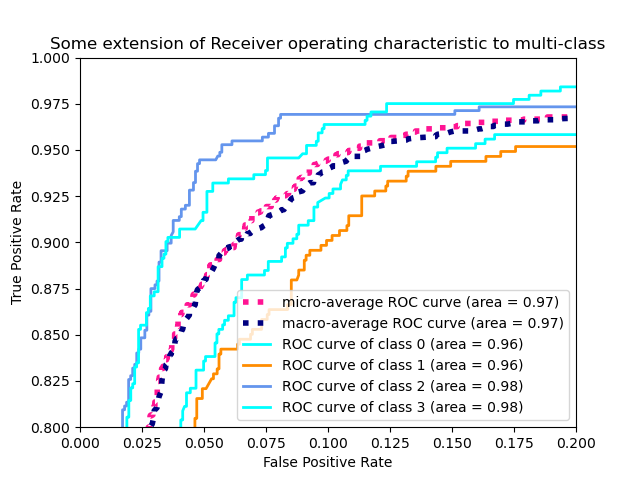 Some extension of Receiver operating characteristic to multi-class
True Positive Rate
1.000
0.975
0.950
0.925
0.900
0.875
0.850
0.825
0.800
micro-average ROC curve (area = 0.97)
macro-average ROC curve (area = 0.97)
ROC curve of class 0 (area = 0.96)
ROC curve of class 1 (area = 0.96)
ROC curve of class 2 (area = 0.98)
ROC curve of class 3 (area = 0.98)
0.000 0.025 0.050 0.075 0.100 0.125 0.150 0.175 0.200
False Positive Rate